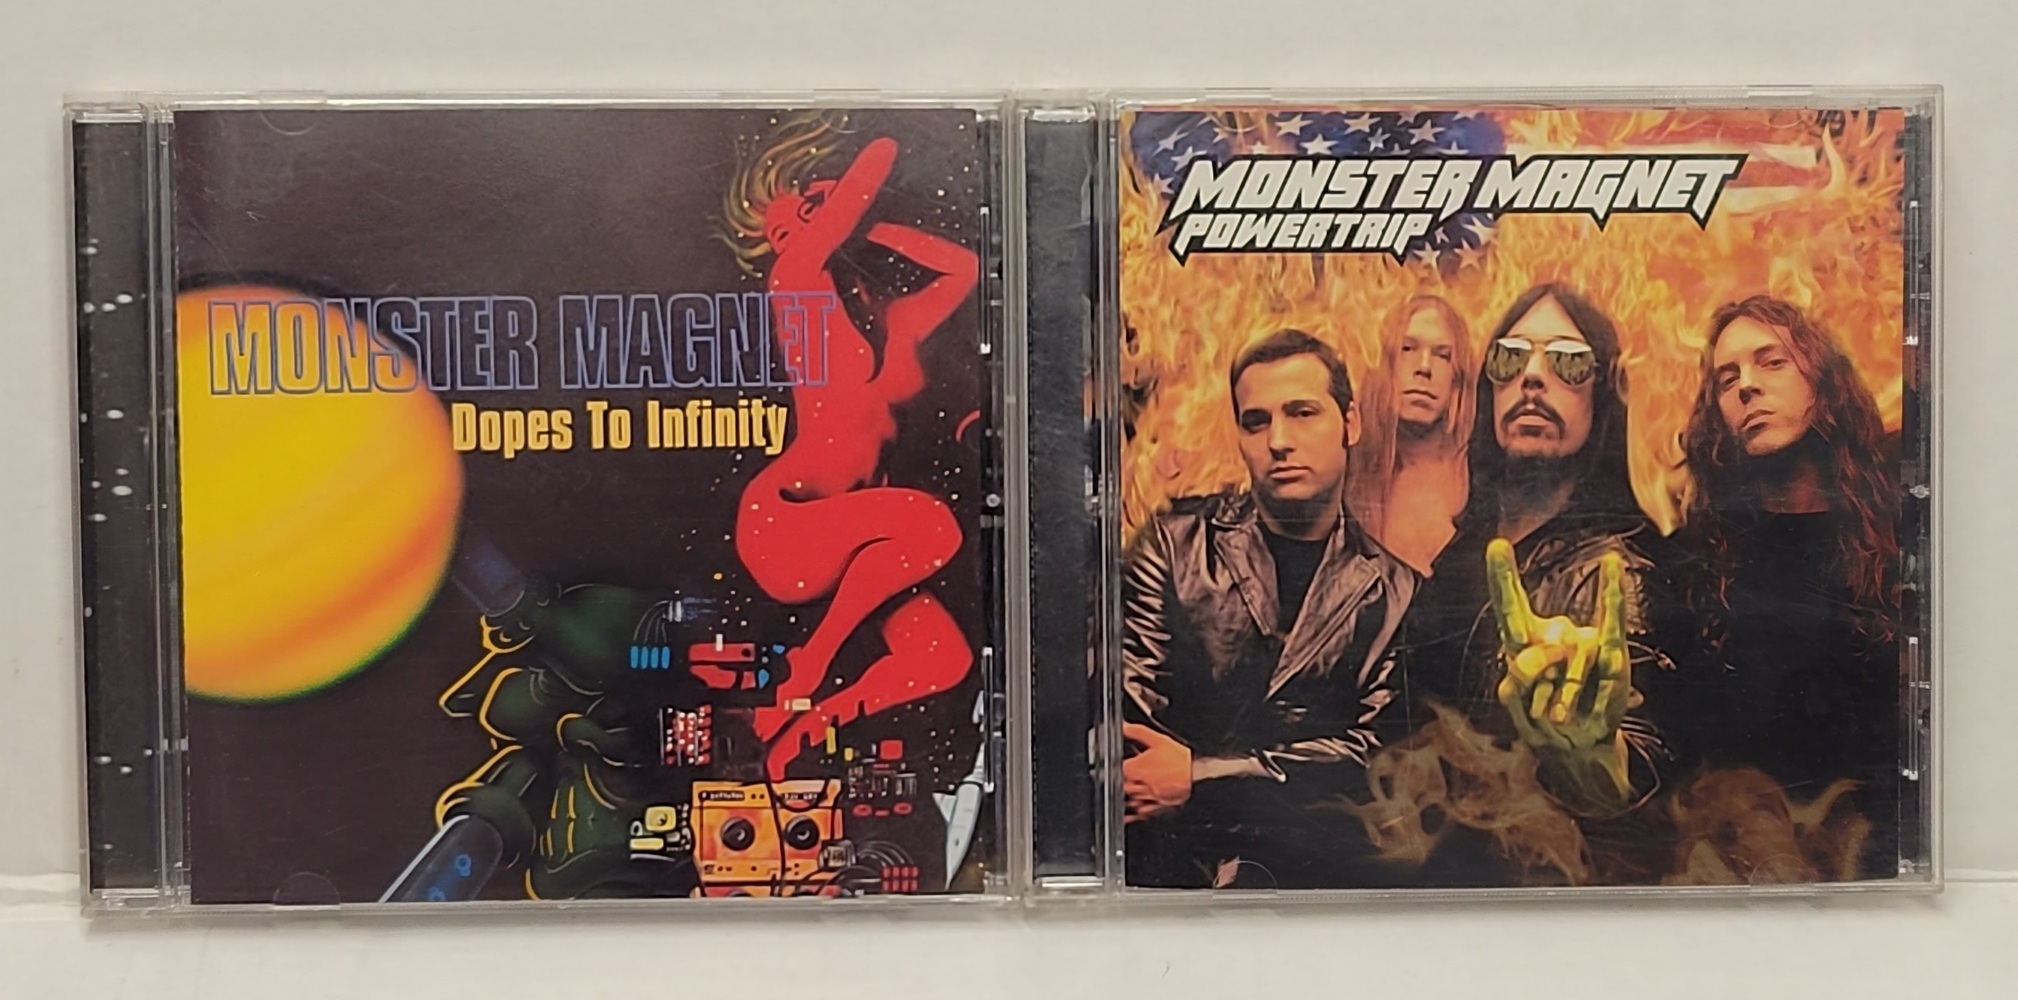 MONSTER MAGNET
Dopes To Infinity
MONSTER MAGNET
POWERTRIP